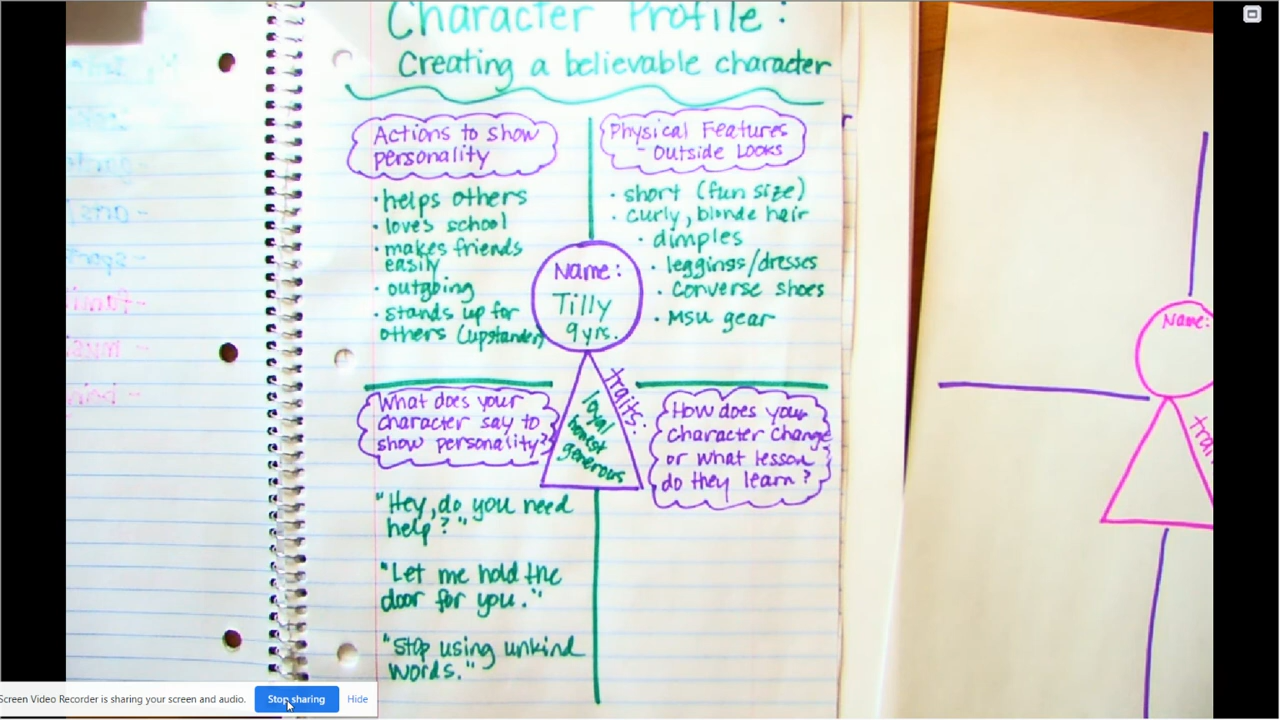 Character Profile:
Creating a believable character
Actions to show
personality
• helps others
• loves school
• makes friends
easily
• outgoing
• stands up for
others (upstander)
Physical Features
- Outside Looks
• short (fun size)
• curly, blonde hair
• dimples
• leggings/dresses
• converse shoes
• MSU gear
Name:
Tilly
9 yrs.
traits:
loyal
honest
generous
What does your
character say to
show personality?
"Hey, do you need
help?"
"Let me hold the
door for you."
"Stop using unkind
words."
How does your
character change
or what lesson
do they learn?
Name:
Screen Video Recorder is sharing your screen and audio.
Stop sharing
Hide